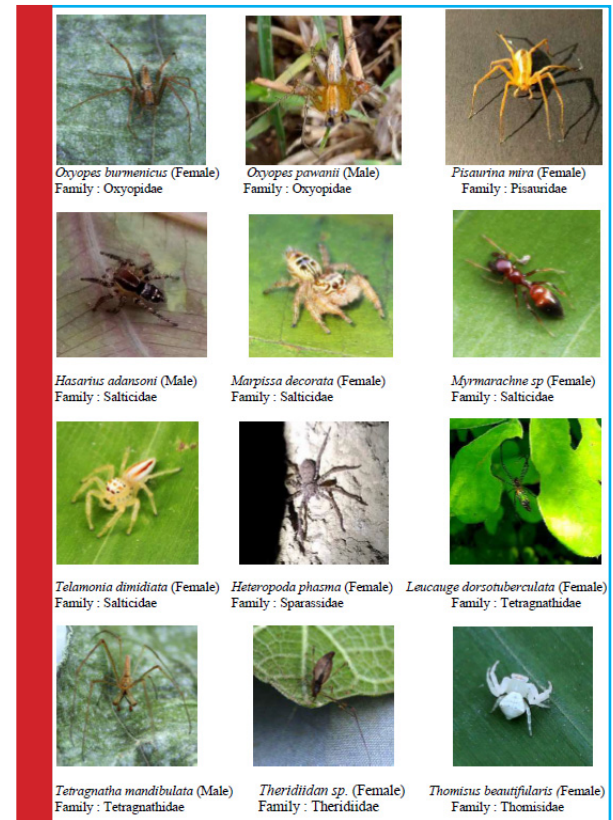 Oxyopes burmenicus (Female)
Family : Oxyopidae
Oxyopes pawanii (Male)
Family : Oxyopidae
Pisaurina mira (Female)
Family : Pisauridae
Hasarius adansoni (Male)
Family : Salticidae
Marpissa decorata (Female)
Family : Salticidae
Myrmarachne sp (Female)
Family : Salticidae
Telamonia dimidiata (Female)
Family : Salticidae
Heteropoda phasma (Female)
Family : Sparassidae
Leucauge dorsotuberculata (Female)
Family : Tetragnathidae
Tetragnatha mandibulata (Male)
Family : Tetragnathidae
Theridiidan sp. (Female)
Family : Theridiidae
Thomisus beautifularis (Female)
Family : Thomisidae